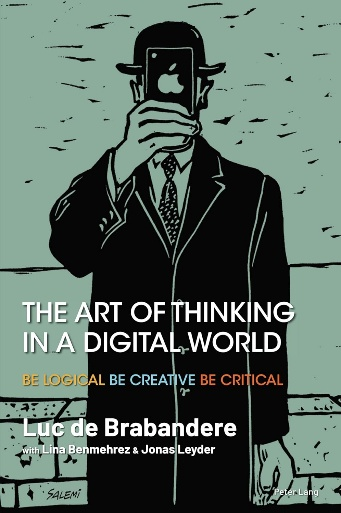 THE ART OF THINKING
IN A DIGITAL WORLD
BE LOGICAL BE CREATIVE BE CRITICAL
Luc de Brabandere
with Lina Benmehrez & Jonas Leyder
SALEMI
Peter Lang